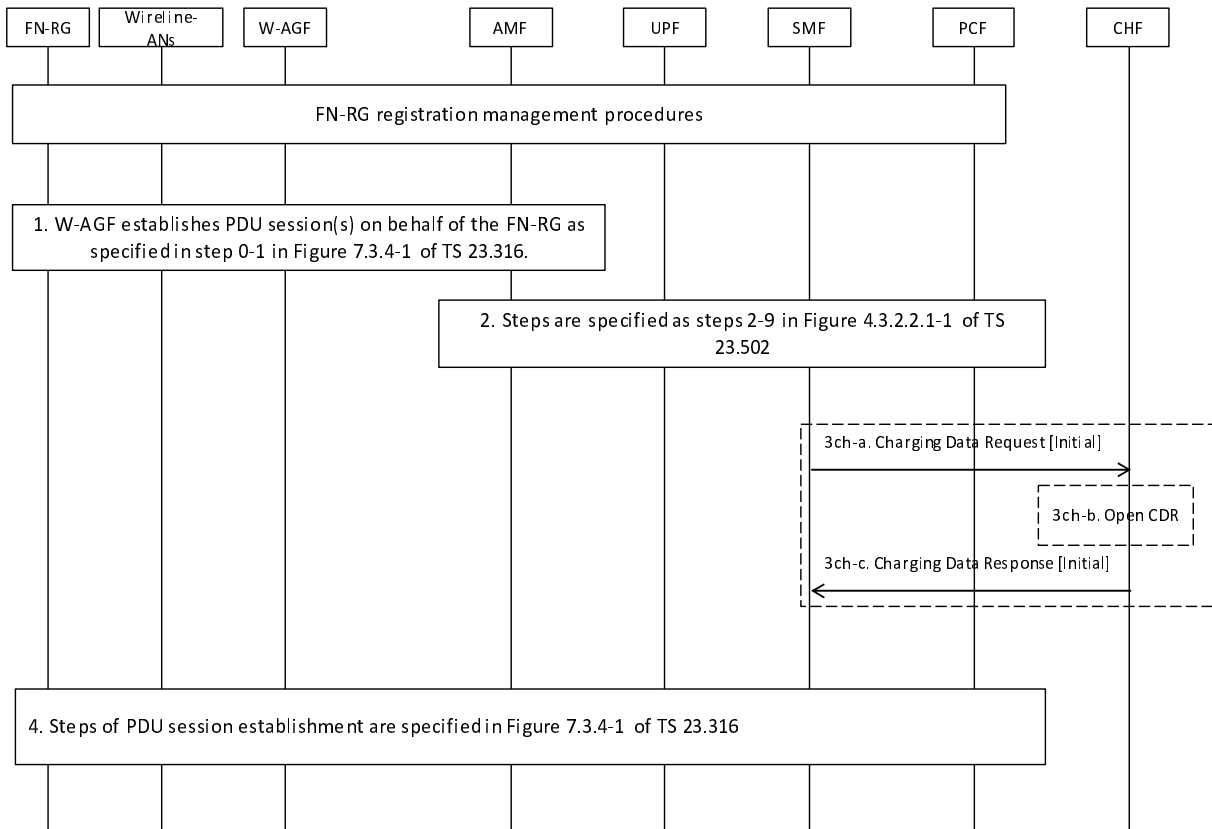 FN-RG
Wireline-
ANs
W-AGF
AMF
UPF
SMF
PCF
CHF
FN-RG registration management procedures
1. W-AGF establishes PDU session(s) on behalf of the FN-RG as
specified in step 0-1 in Figure 7.3.4-1 of TS 23.316.
2. Steps are specified as steps 2-9 in Figure 4.3.2.2.1-1 of TS
23.502
3ch-a. Charging Data Request [Initial]
3ch-b. Open CDR
3ch-c. Charging Data Response [Initial]
4. Steps of PDU session establishment are specified in Figure 7.3.4-1 of TS 23.316